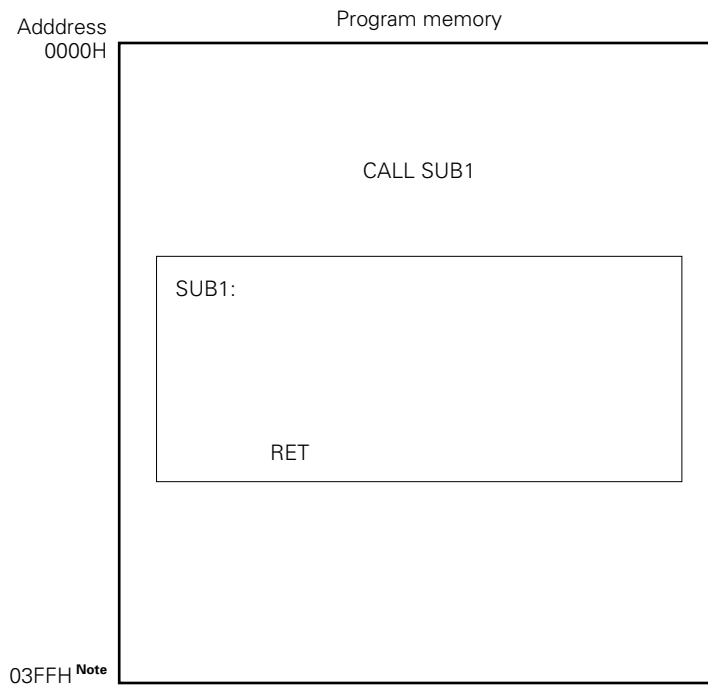 Program memory
Adddress
0000H
CALL SUB1
SUB1:
RET
03FFH Note